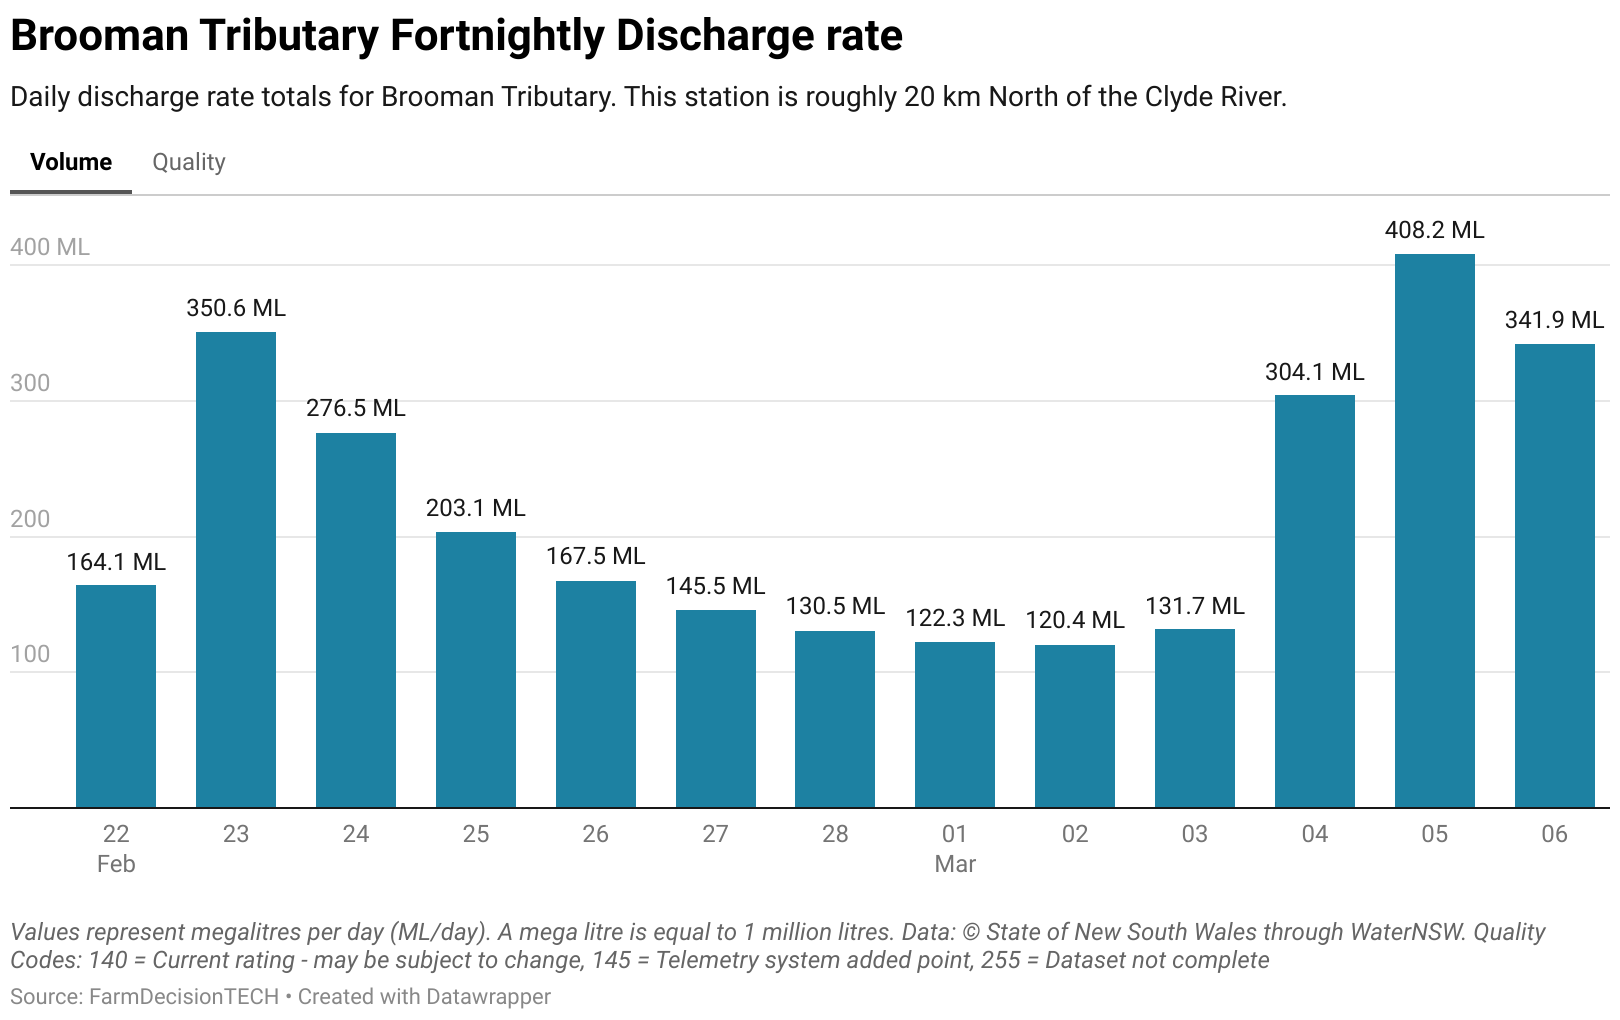 Brooman Tributary Fortnightly Discharge rate
Daily discharge rate totals for Brooman Tributary. This station is roughly 20 km North of the Clyde River.
Volume Quality
400 ML
300
200
100
164.1 ML
350.6 ML
276.5 ML
203.1 ML
167.5 ML
145.5 ML
130.5 ML
122.3 ML
120.4 ML
131.7 ML
304.1 ML
408.2 ML
341.9 ML
22 23 24 25 26 27 28 01 02 03 04 05 06
Feb Mar
Values represent megalitres per day (ML/day). A mega litre is equal to 1 million litres. Data: © State of New South Wales through WaterNSW. Quality
Codes: 140 = Current rating - may be subject to change, 145 = Telemetry system added point, 255 = Dataset not complete
Source: FarmDecisionTECH • Created with Datawrapper